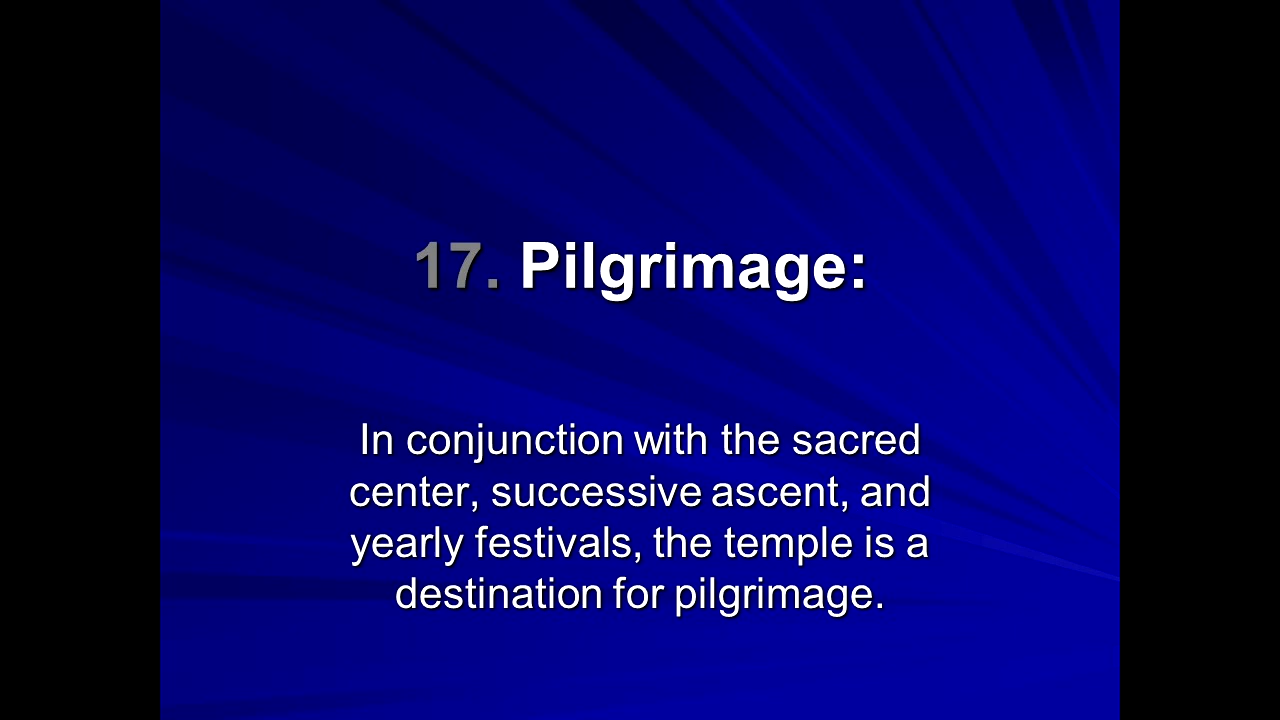 17. Pilgrimage:
In conjunction with the sacred
center, successive ascent, and
yearly festivals, the temple is a
destination for pilgrimage.